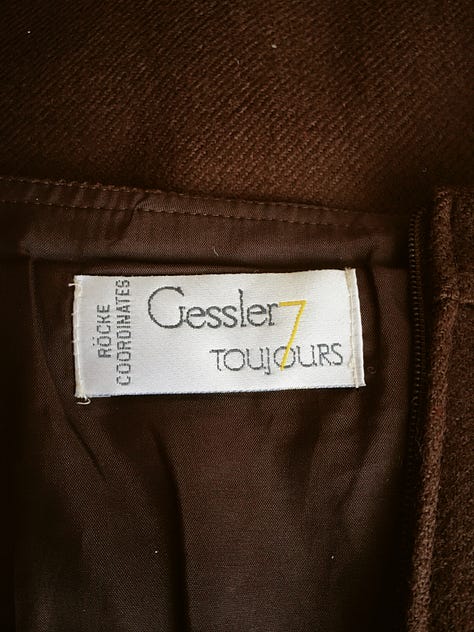 RÖCKE
COORDINATES
Gessler 7
TOUJOURS